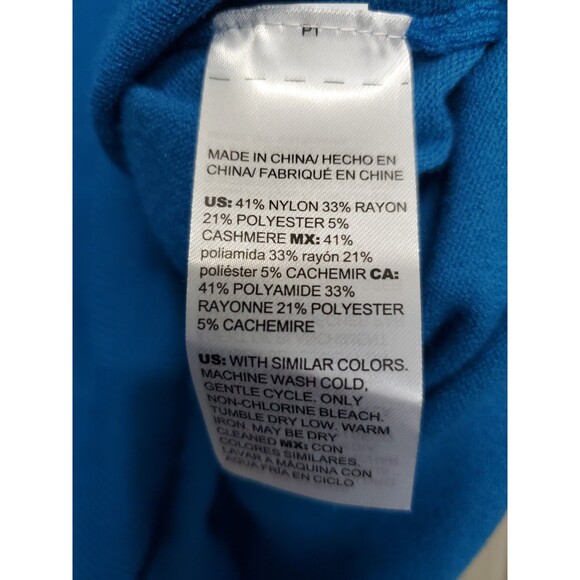 P1
MADE IN CHINA/ HECHO EN
CHINA/ FABRIQUÉ EN CHINE
US: 41% NYLON 33% RAYON
21% POLYESTER 5%
CASHMERE MX: 41%
poliamida 33% rayón 21%
poliéster 5% CACHEMIR CA:
41% POLYAMIDE 33%
RAYONNE 21% POLYESTER
5% CACHEMIRE
US: WITH SIMILAR COLORS.
MACHINE WASH COLD,
GENTLE CYCLE. ONLY
NON-CHLORINE BLEACH.
TUMBLE DRY LOW. WARM
IRON. MAY BE DRY
CLEANED MX: CON
COLORES SIMILARES.
LAVAR A MÁQUINA CON
AGUA FRÍA EN CICLO